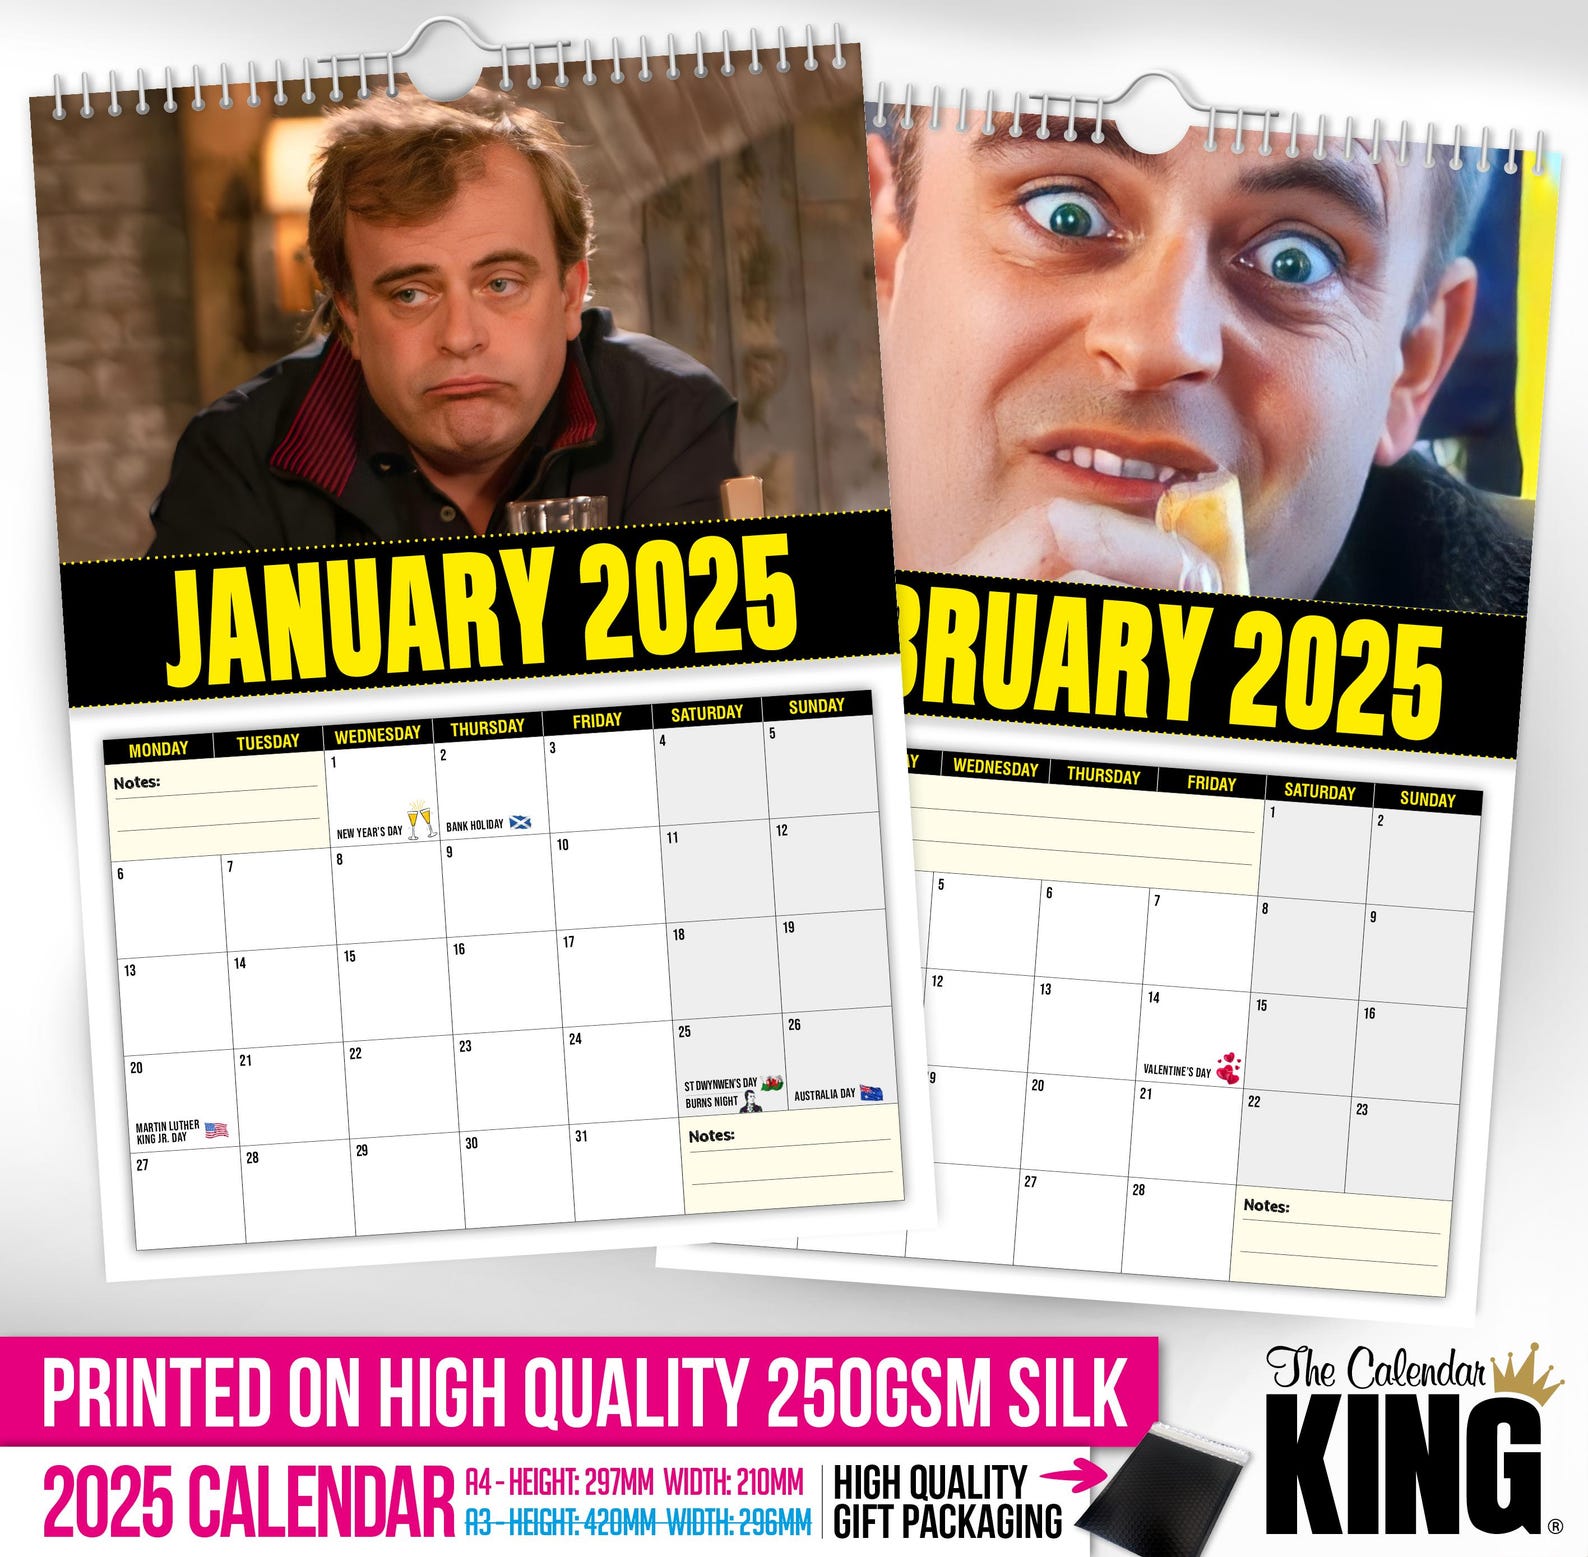 JANUARY 2025
MONDAY TUESDAY WEDNESDAY THURSDAY FRIDAY SATURDAY SUNDAY
Notes:
1 2 3 4 5
NEW YEAR'S DAY
BANK HOLIDAY
6 7 8 9 10 11 12
13 14 15 16 17 18 19
20 21 22 23 24 25 26
MARTIN LUTHER
KING JR. DAY
ST DWYNWEN'S DAY
BURNS NIGHT
AUSTRALIA DAY
27 28 29 30 31
Notes:
BRUARY 2025
AY WEDNESDAY THURSDAY FRIDAY SATURDAY SUNDAY
1 2
5 6 7 8 9
12 13 14 15 16
VALENTINE'S DAY
9 20 21 22 23
27 28
Notes:
PRINTED ON HIGH QUALITY 250GSM SILK
2025 CALENDAR
A4 - HEIGHT: 297MM WIDTH: 210MM
A3 - HEIGHT: 420MM WIDTH: 296MM
HIGH QUALITY
GIFT PACKAGING
The Calendar
KING®